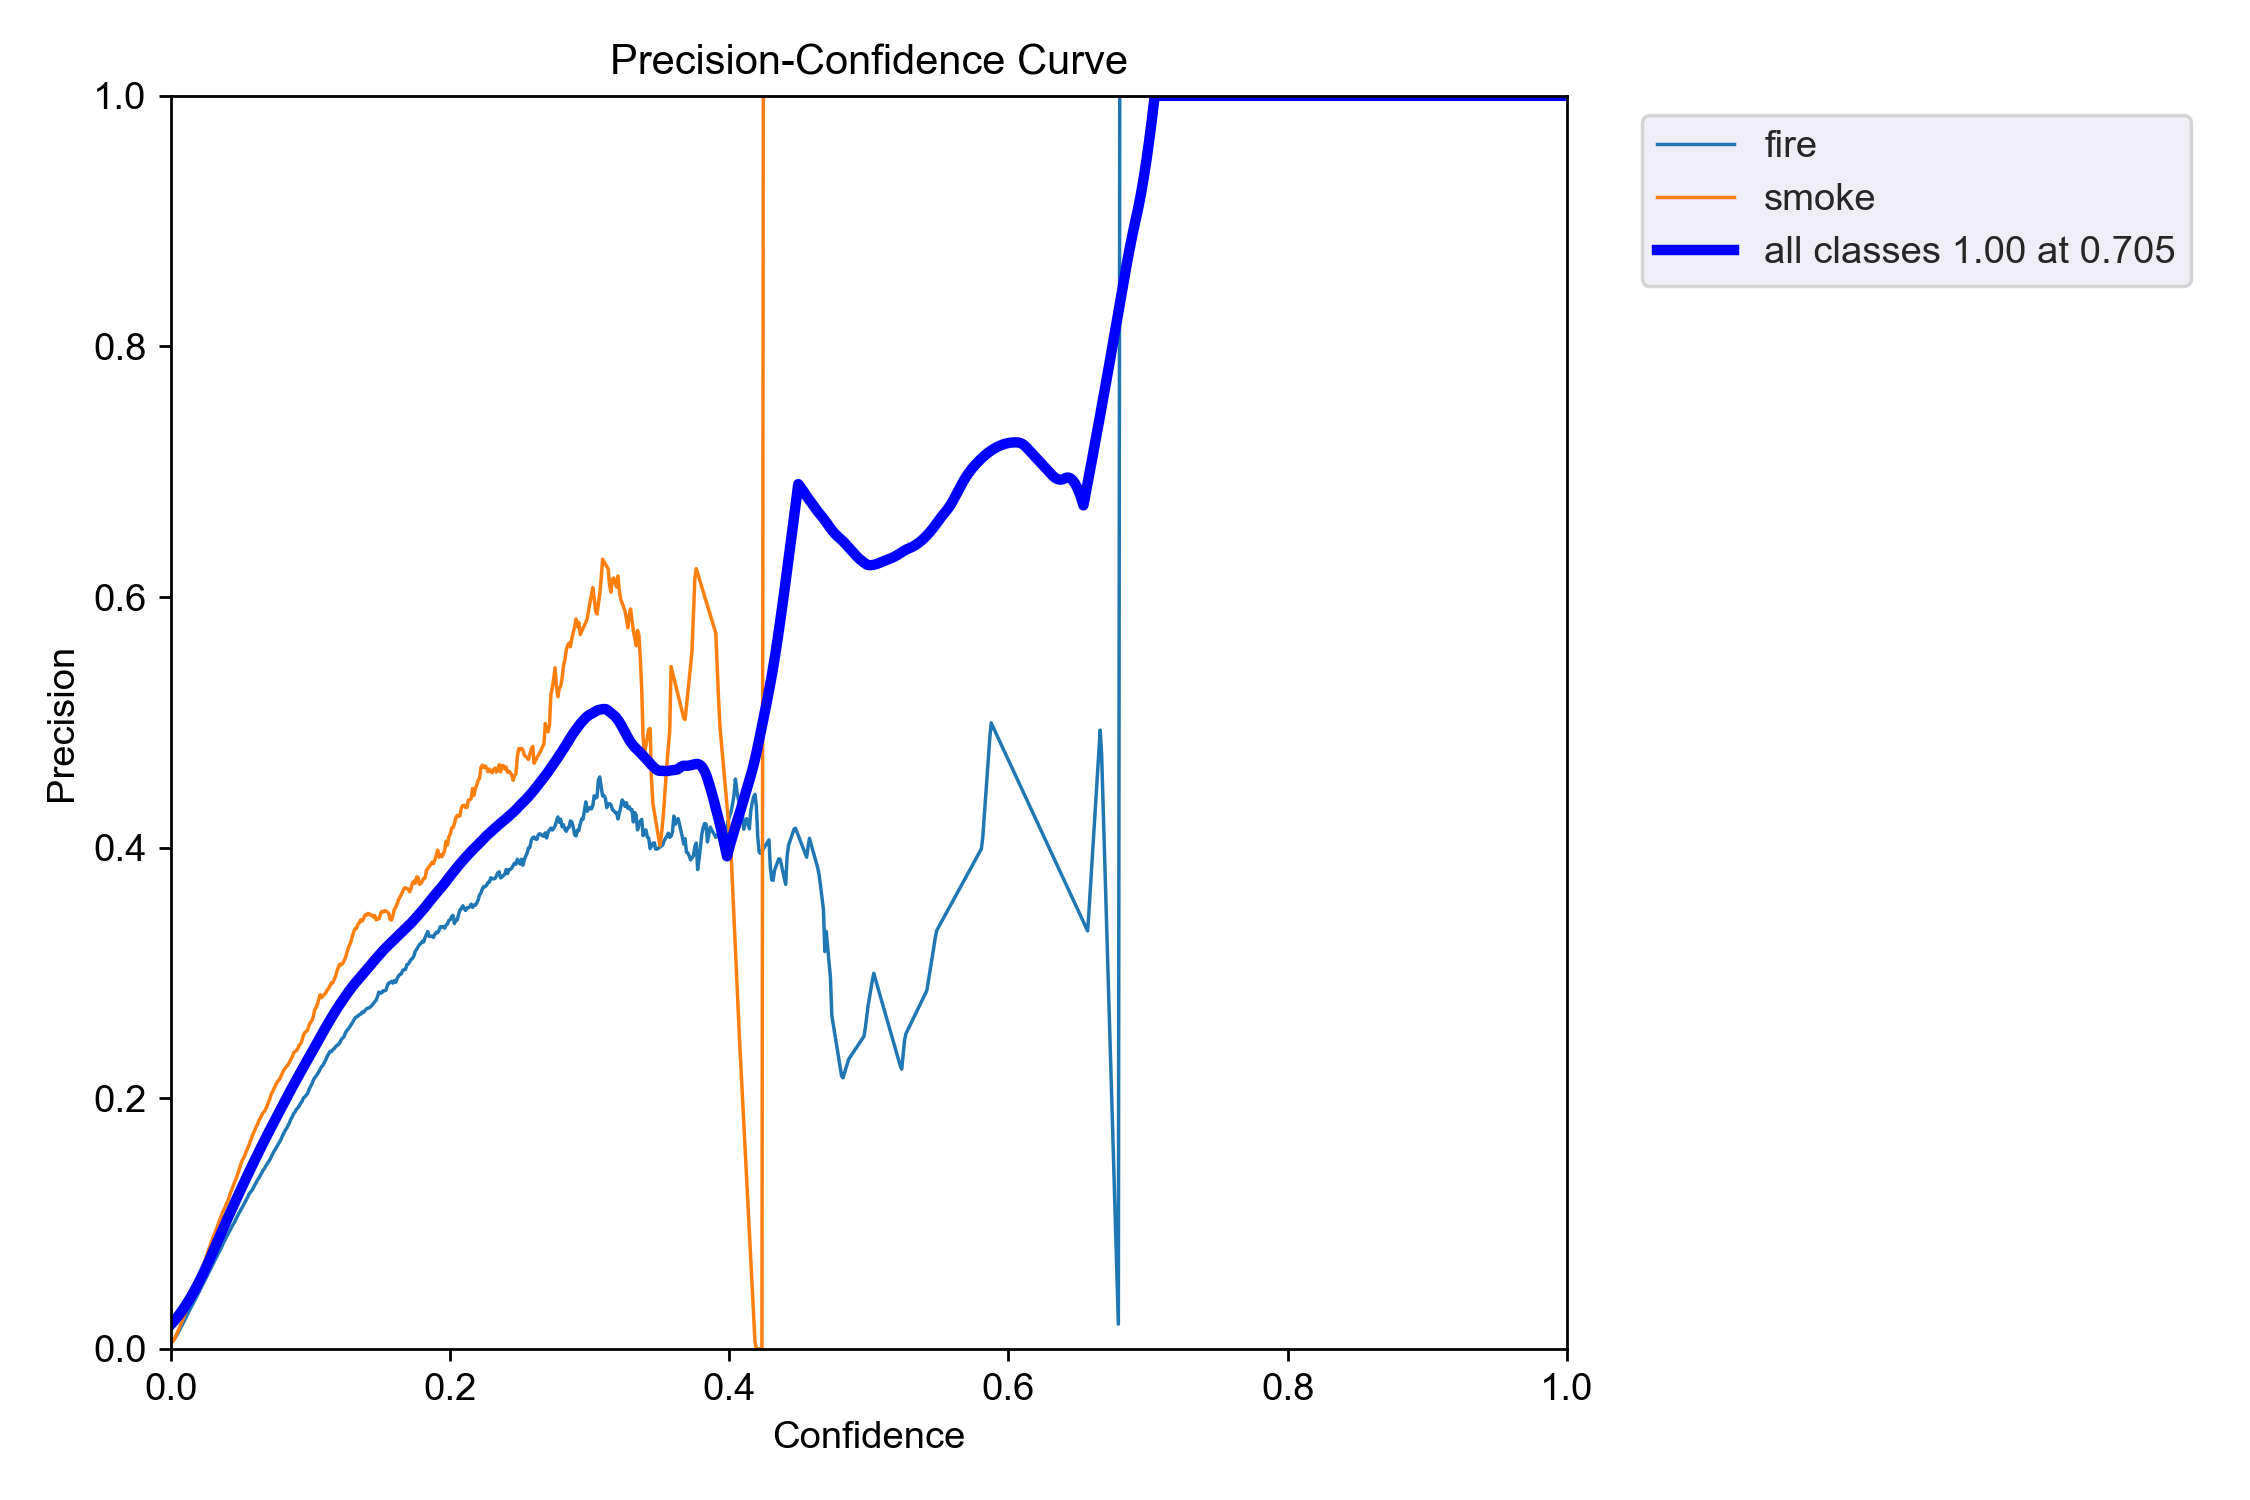 Precision-Confidence Curve
1.0
0.8
0.6
0.4
0.2
0.0
Precision
0.0 0.2 0.4 0.6 0.8 1.0
Confidence
fire
smoke
all classes 1.00 at 0.705